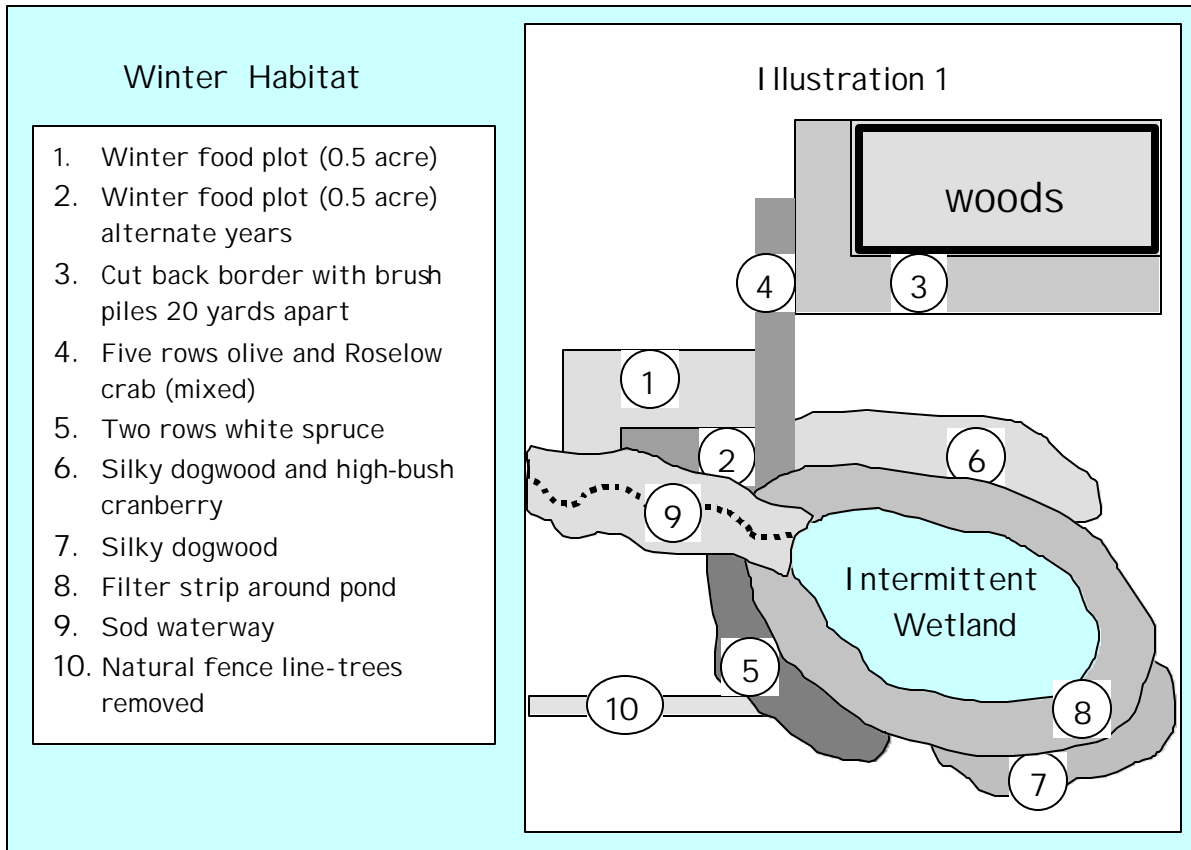 Winter Habitat
1. Winter food plot (0.5 acre)
2. Winter food plot (0.5 acre)
alternate years
3. Cut back border with brush
piles 20 yards apart
4. Five rows olive and Roselow
crab (mixed)
5. Two rows white spruce
6. Silky dogwood and high-bush
cranberry
7. Silky dogwood
8. Filter strip around pond
9. Sod waterway
10. Natural fence line-trees
removed
Illustration 1
woods
4
3
1
2
6
9
Intermittent
Wetland
5
10
8
7